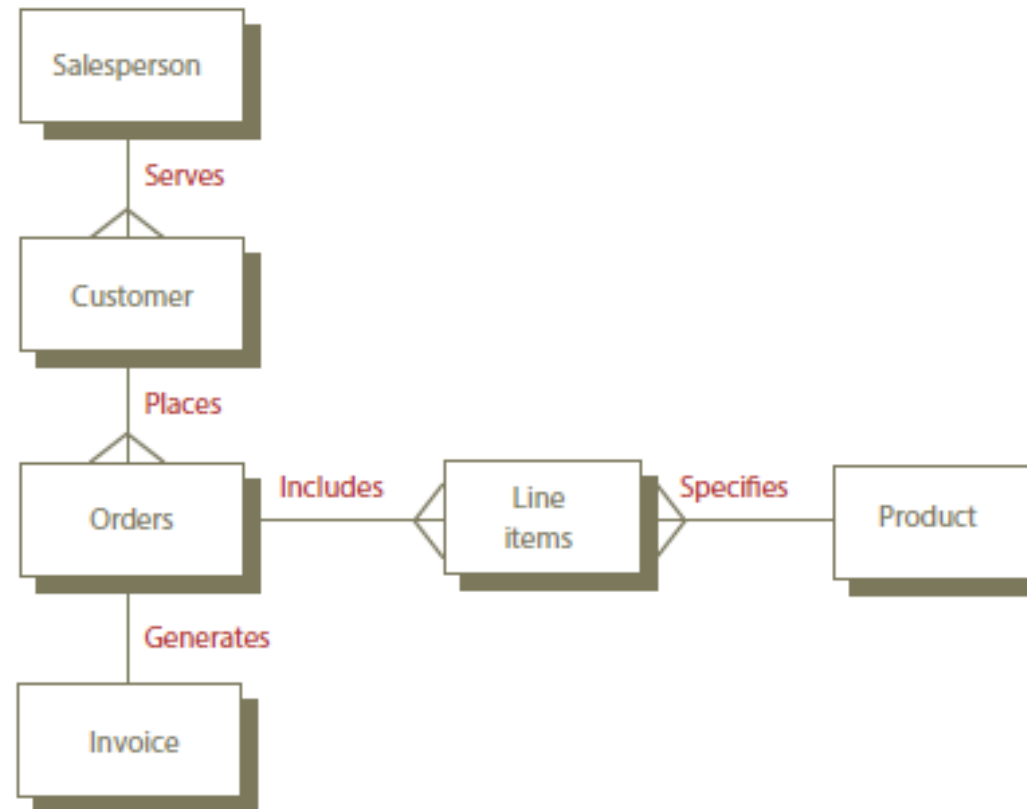 Salesperson
Serves
Customer
Places
Orders
Includes
Line
items
Specifies
Product
Generates
Invoice